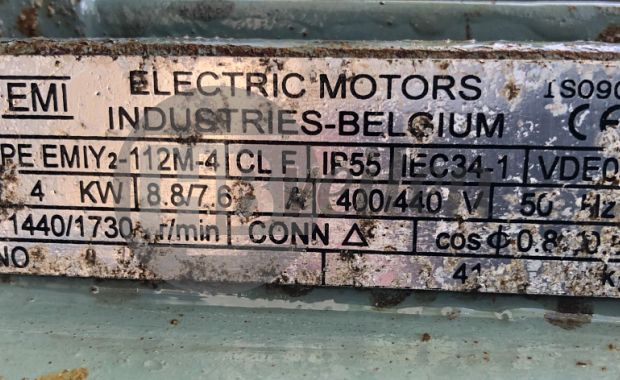 EMI ELECTRIC MOTORS ISO90
INDUSTRIES-BELGIUM CE
PE EMIY2-112M-4 CL F IP55 IEC34-1 VDE0
4 KW 8.8/7.6 A 400/440 V 50 Hz
1440/1730 r/min CONN Δ cosϕ 0.8
NO 41 k